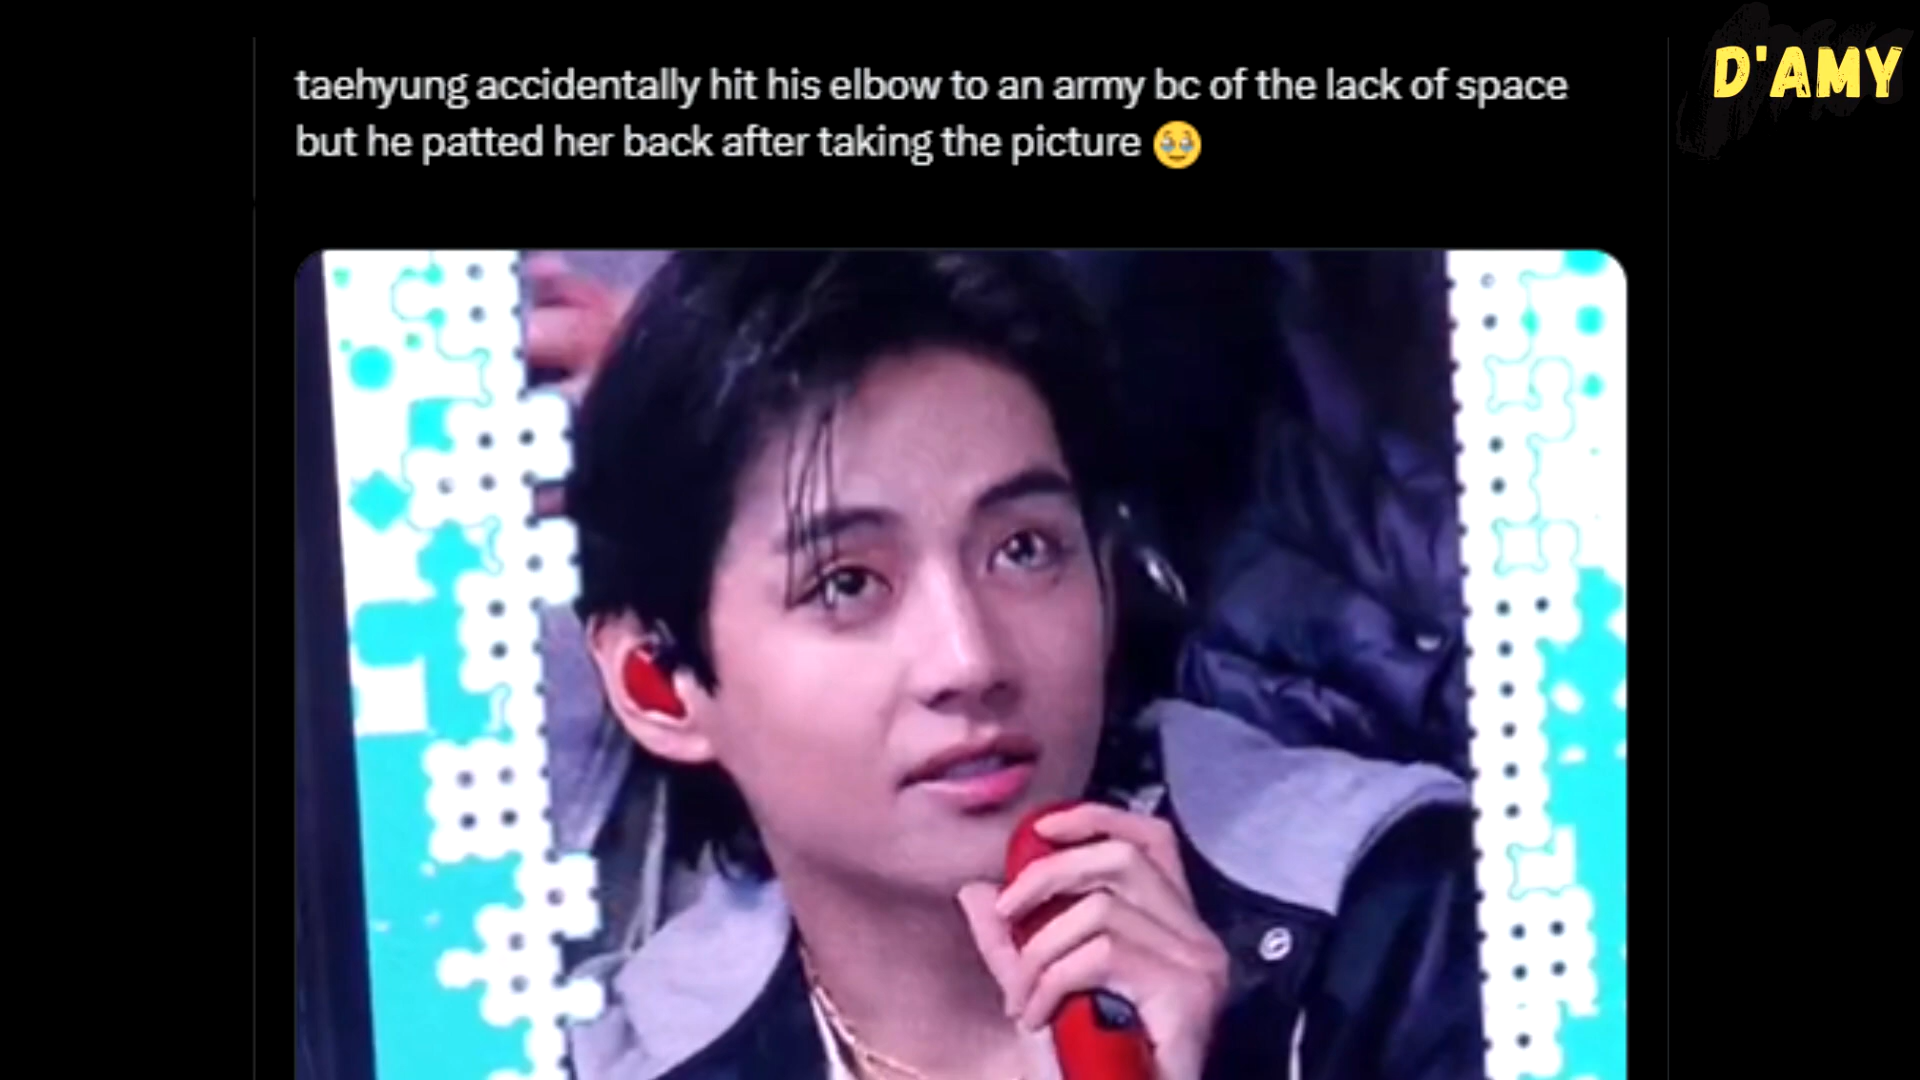 taehyung accidentally hit his elbow to an army bc of the lack of space
but he patted her back after taking the picture 🥹
D'AMY